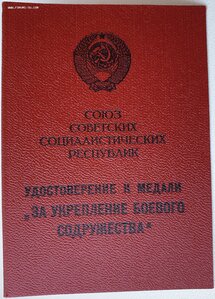 СОЮЗ
СОВЕТСКИХ
СОЦИАЛИСТИЧЕСКИХ
РЕСПУБЛИК
УДОСТОВЕРЕНИЕ К МЕДАЛИ
„ЗА УКРЕПЛЕНИЕ БОЕВОГО
СОДРУЖЕСТВА“